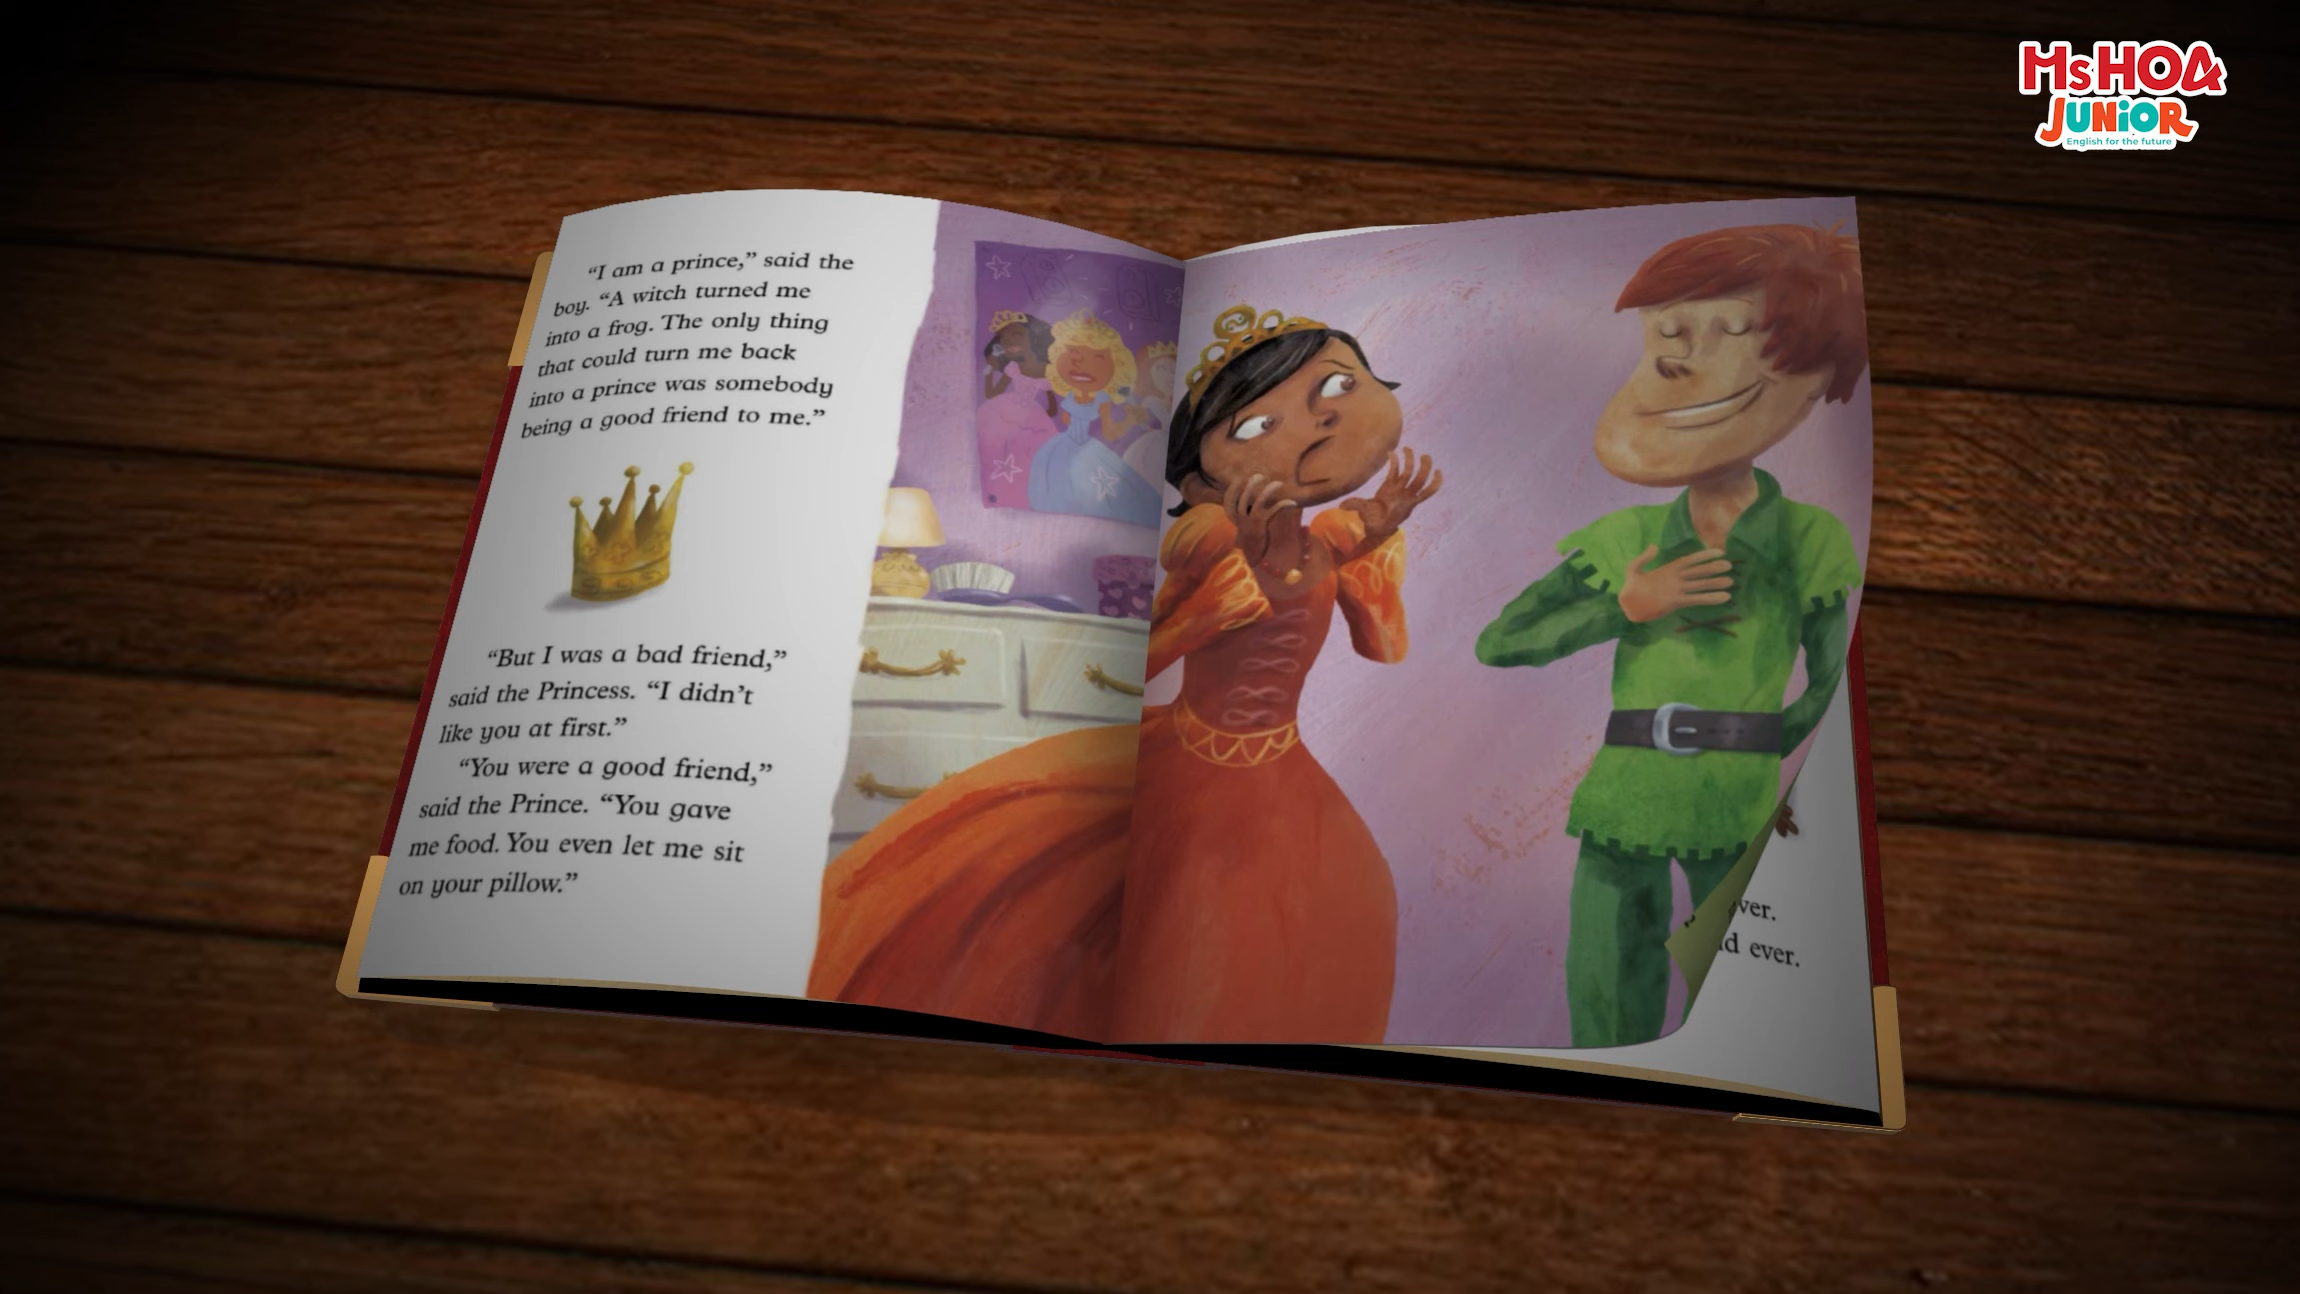 MsHOA
JUNiOR
English for the future
“I am a prince,” said the
boy. “A witch turned me
into a frog. The only thing
that could turn me back
into a prince was somebody
being a good friend to me.”
“But I was a bad friend,”
said the Princess. “I didn’t
like you at first.”
“You were a good friend,”
said the Prince. “You gave
me food. You even let me sit
on your pillow.”
ever.